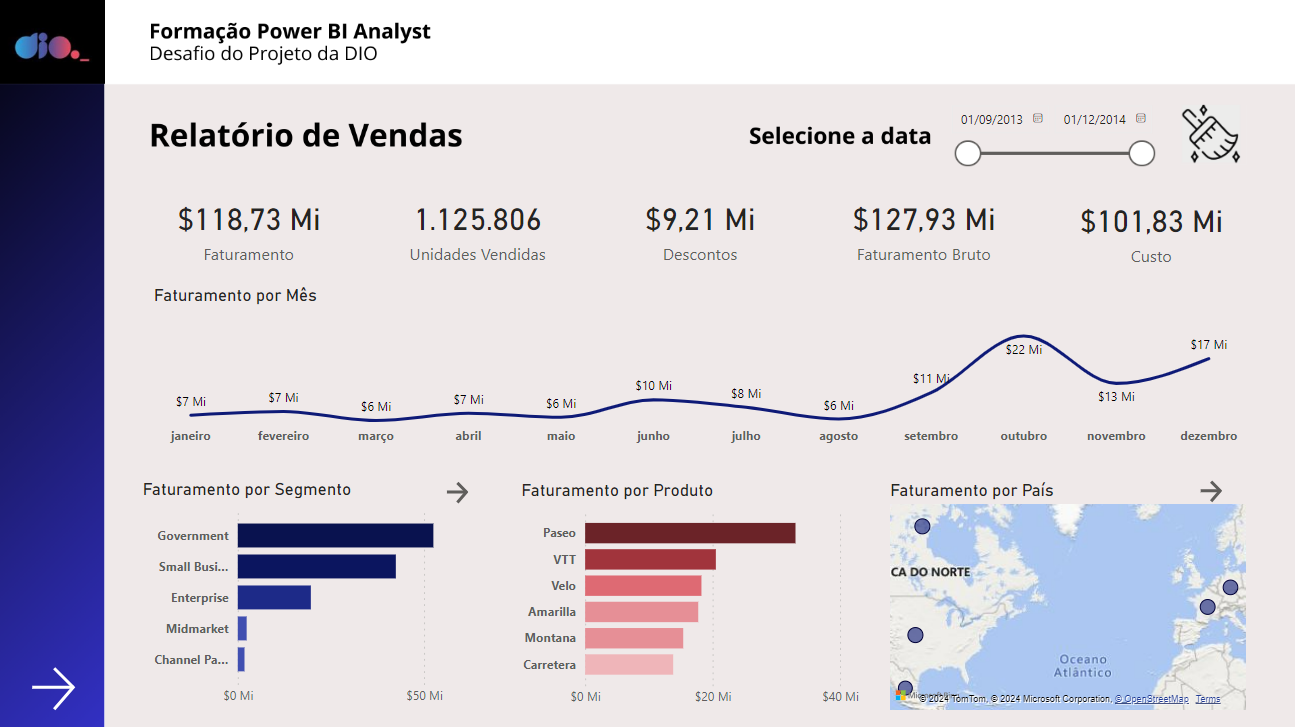 dio._
Formação Power BI Analyst
Desafio do Projeto da DIO
Relatório de Vendas
Selecione a data
01/09/2013 01/12/2014
$118,73 Mi
Faturamento
1.125.806
Unidades Vendidas
$9,21 Mi
Descontos
$127,93 Mi
Faturamento Bruto
$101,83 Mi
Custo
Faturamento por Mês
$7 Mi $7 Mi $6 Mi $7 Mi $6 Mi $10 Mi $8 Mi $6 Mi $11 Mi $22 Mi $13 Mi $17 Mi
janeiro fevereiro março abril maio junho julho agosto setembro outubro novembro dezembro
Faturamento por Segmento
Government
Small Busi...
Enterprise
Midmarket
Channel Pa...
$0 Mi $50 Mi
Faturamento por Produto
Paseo
VTT
Velo
Amarilla
Montana
Carretera
$0 Mi $20 Mi $40 Mi
Faturamento por País
CA DO NORTE
Oceano
Atlântico
© 2024 TomTom, © 2024 Microsoft Corporation, © OpenStreetMap Terms